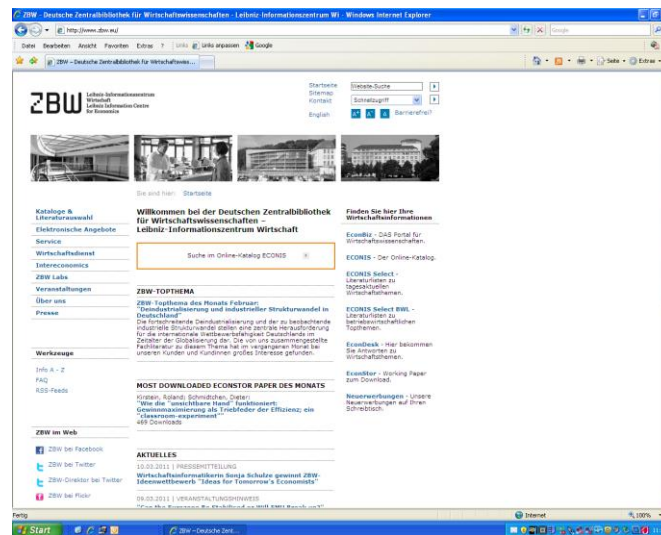 ZBW - Deutsche Zentralbibliothek für Wirtschaftswissenschaften - Leibniz-Informationszentrum Wi - Windows Internet Explorer
http://www.zbw.eu/
Google
Datei Bearbeiten Ansicht Favoriten Extras ? Links Links anpassen Google
ZBW – Deutsche Zentralbibliothek für Wirtschaftswes...
Seite Extras
Startseite
Sitemap
Kontakt
English
Website-Suche
Schnellzugriff
A+ A- A Barrierefrei?
ZBW
Leibniz-Informationszentrum
Wirtschaft
Leibniz Information Centre
for Economics
Sie sind hier: Startseite
Kataloge &
Literaturauswahl
Elektronische Angebote
Service
Wirtschaftsdienst
Intereconomics
ZBW Labs
Veranstaltungen
Über uns
Presse
Werkzeuge
Info A - Z
FAQ
RSS-Feeds
ZBW im Web
ZBW bei Facebook
ZBW bei Twitter
ZBW-Direktor bei Twitter
ZBW bei Flickr
Willkommen bei der Deutschen Zentralbibliothek
für Wirtschaftswissenschaften –
Leibniz-Informationszentrum Wirtschaft
Suche im Online-Katalog ECONIS
ZBW-TOPTHEMA
ZBW-Topthema des Monats Februar:
"Deindustrialisierung und industrieller Strukturwandel in
Deutschland"
Die fortschreitende Deindustrialisierung und der zu beobachtende
industrielle Strukturwandel stellen eine zentrale Herausforderung
für die internationale Wettbewerbsfähigkeit Deutschlands im
Zeitalter der Globalisierung dar. Die von uns zusammengestellte
Fachliteratur zu diesem Thema hat im vergangenen Monat bei
unseren Kunden und Kundinnen großes Interesse gefunden.
MOST DOWNLOADED ECONSTOR PAPER DES MONATS
Kirstein, Roland; Schmidtchen, Dieter:
"Wie die "unsichtbare Hand" funktioniert:
Gewinnmaximierung als Triebfeder der Effizienz; ein
"classroom-experiment""
469 Downloads
AKTUELLES
10.03.2011 | PRESSEMITTEILUNG
Wirtschaftsinformatikerin Sonja Schulze gewinnt ZBW-
Ideenwettbewerb "Ideas for Tomorrow's Economists"
09.03.2011 | VERANSTALTUNGSHINWEIS
Finden Sie hier Ihre
Wirtschaftsinformationen
EconBiz - DAS Portal für
Wirtschaftswissenschaften.
ECONIS - Der Online-Katalog.
ECONIS Select -
Literaturlisten zu
tagesaktuellen
Wirtschaftsthemen.
ECONIS Select BWL -
Literaturlisten zu
betriebswirtschaftlichen
Topthemen.
EconDesk - Hier bekommen
Sie Antworten zu
Wirtschaftsthemen.
EconStor - Working Paper
zum Download.
Neuerwerbungen - Unsere
Neuerwerbungen auf Ihren
Schreibtisch.
Fertig
Internet
100%
Start
ZBW – Deutsche Zent...